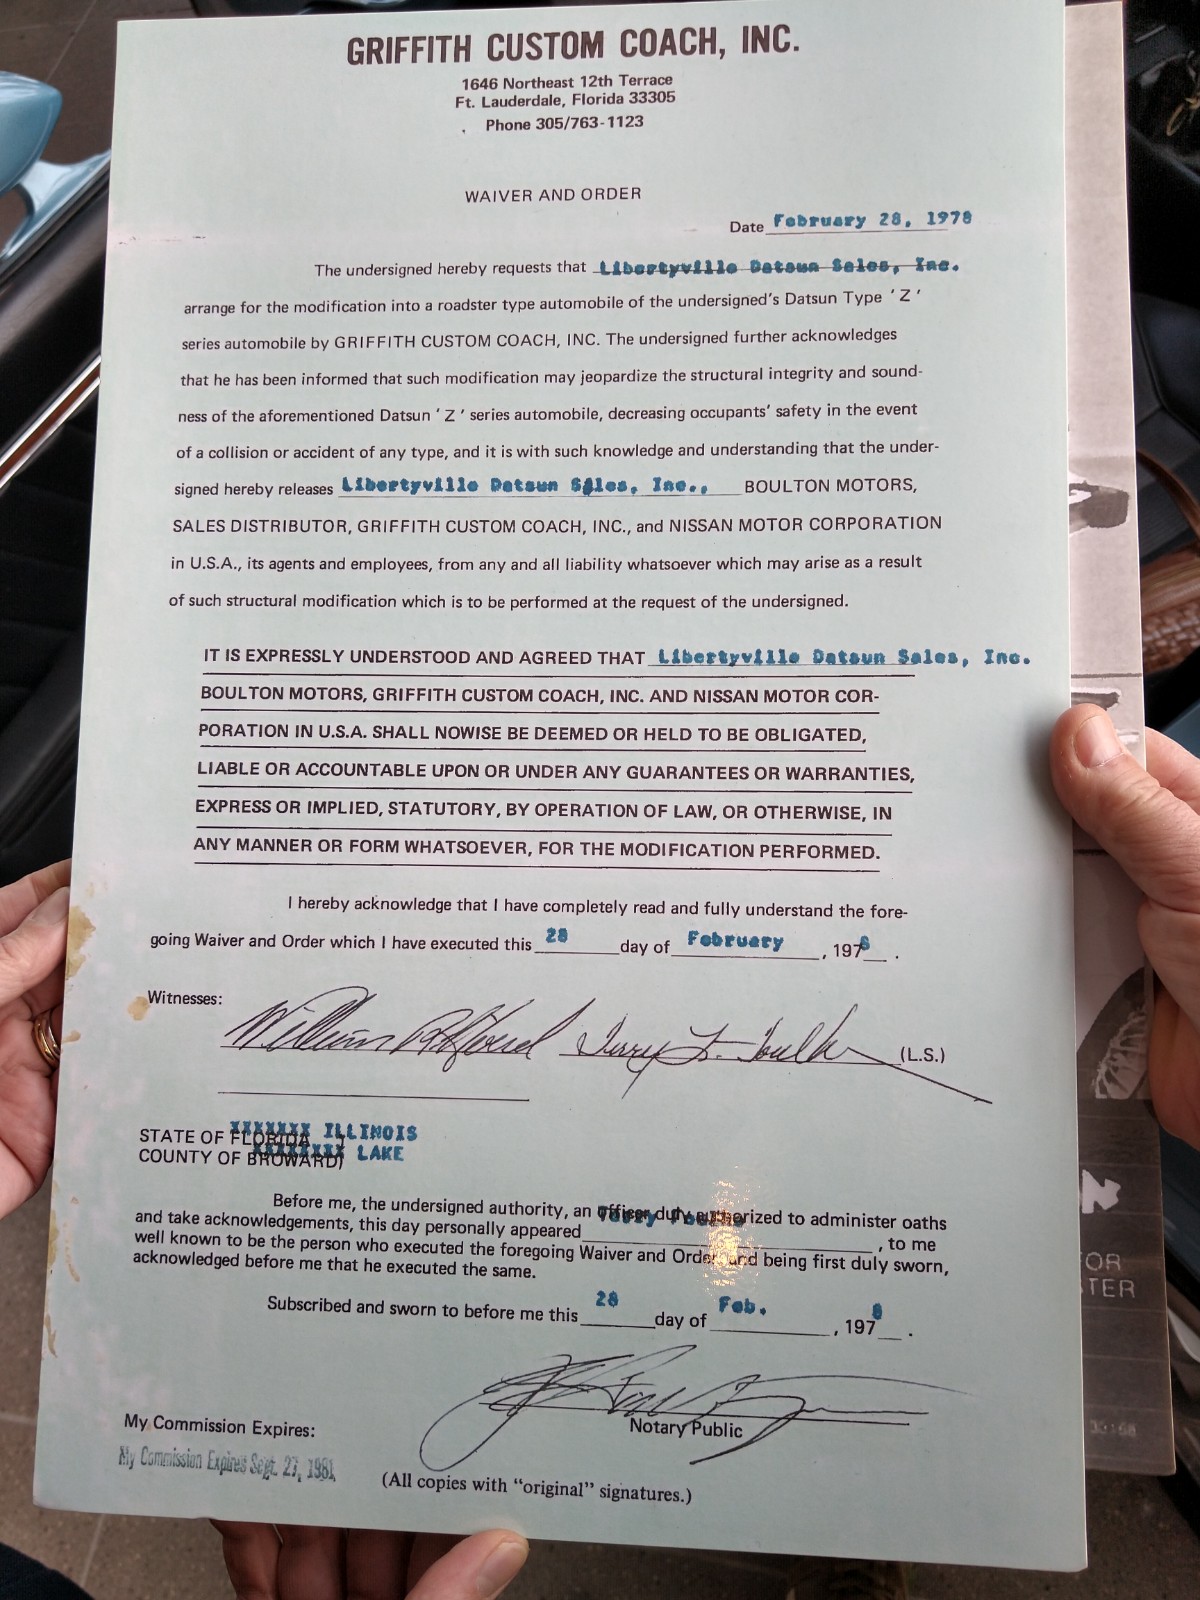 GRIFFITH CUSTOM COACH, INC.
1646 Northeast 12th Terrace
Ft. Lauderdale, Florida 33305
Phone 305/763-1123
WAIVER AND ORDER
Date February 28, 1978
The undersigned hereby requests that Libertyville Datsun Sales, Inc.
arrange for the modification into a roadster type automobile of the undersigned's Datsun Type 'Z'
series automobile by GRIFFITH CUSTOM COACH, INC. The undersigned further acknowledges
that he has been informed that such modification may jeopardize the structural integrity and sound-
ness of the aforementioned Datsun 'Z' series automobile, decreasing occupants' safety in the event
of a collision or accident of any type, and it is with such knowledge and understanding that the under-
signed hereby releases Libertyville Datsun Sales, Inc., BOULTON MOTORS,
SALES DISTRIBUTOR, GRIFFITH CUSTOM COACH, INC., and NISSAN MOTOR CORPORATION
in U.S.A., its agents and employees, from any and all liability whatsoever which may arise as a result
of such structural modification which is to be performed at the request of the undersigned.
IT IS EXPRESSLY UNDERSTOOD AND AGREED THAT Libertyville Datsun Sales, Inc.
BOULTON MOTORS, GRIFFITH CUSTOM COACH, INC. AND NISSAN MOTOR COR-
PORATION IN U.S.A. SHALL NOWISE BE DEEMED OR HELD TO BE OBLIGATED,
LIABLE OR ACCOUNTABLE UPON OR UNDER ANY GUARANTEES OR WARRANTIES,
EXPRESS OR IMPLIED, STATUTORY, BY OPERATION OF LAW, OR OTHERWISE, IN
ANY MANNER OR FORM WHATSOEVER, FOR THE MODIFICATION PERFORMED.
I hereby acknowledge that I have completely read and fully understand the fore-
going Waiver and Order which I have executed this 28 day of February, 1978.
Witnesses:
William Terry L. (L.S.)
STATE OF FLORIDA XXXXXXX ILLINOIS
COUNTY OF BROWARD) XXXXXXXX LAKE
Before me, the undersigned authority, an officer duly authorized to administer oaths
and take acknowledgements, this day personally appeared Terry, to me
well known to be the person who executed the foregoing Waiver and Order and being first duly sworn,
acknowledged before me that he executed the same.
Subscribed and sworn to before me this 28 day of Feb., 1978.
Notary Public
My Commission Expires:
My Commission Expires Sept. 27, 1981
(All copies with "original" signatures.)